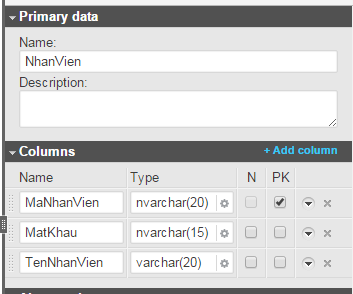 Primary data
Name:
NhanVien
Description:
Columns + Add column
Name Type N PK
MaNhanVien nvarchar(20)
MatKhau nvarchar(15)
TenNhanVien varchar(20)